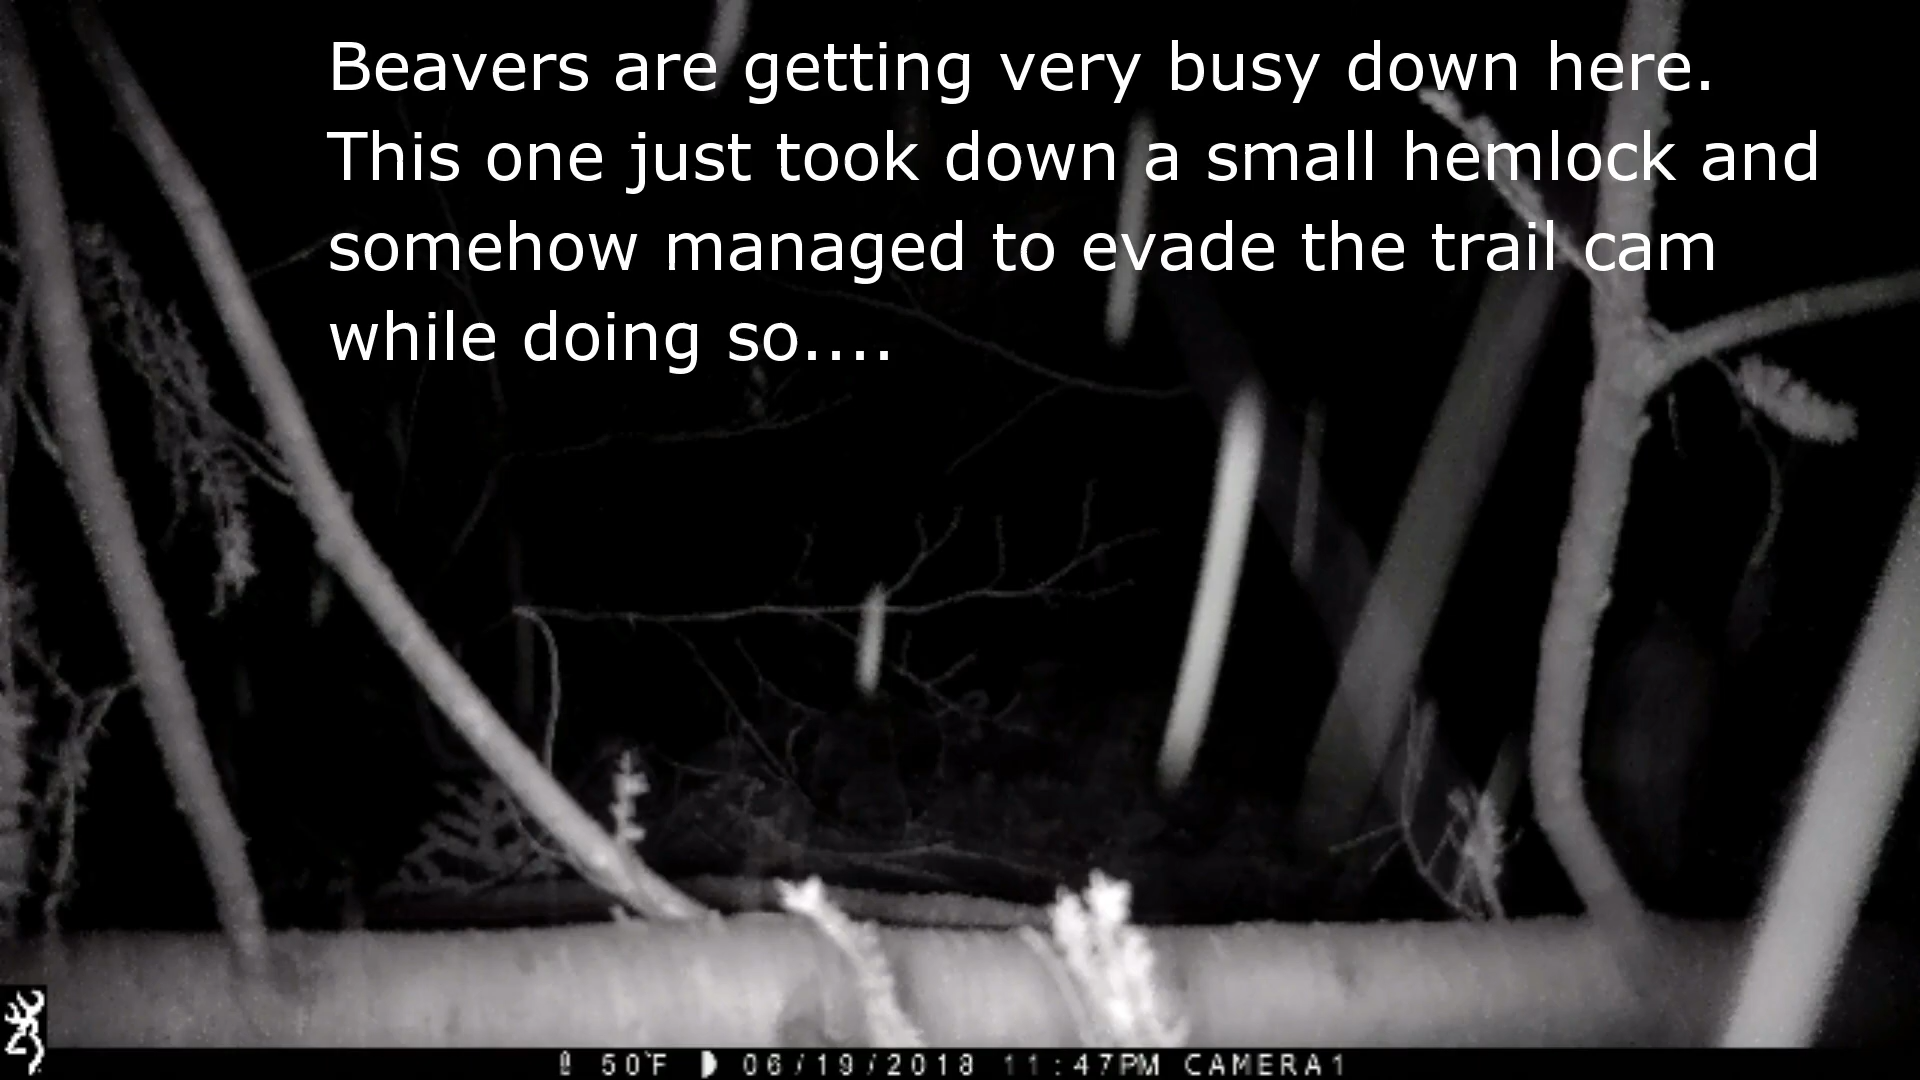 Beavers are getting very busy down here.
This one just took down a small hemlock and
somehow managed to evade the trail cam
while doing so....
50°F 06/19/2018 11:47PM CAMERA1